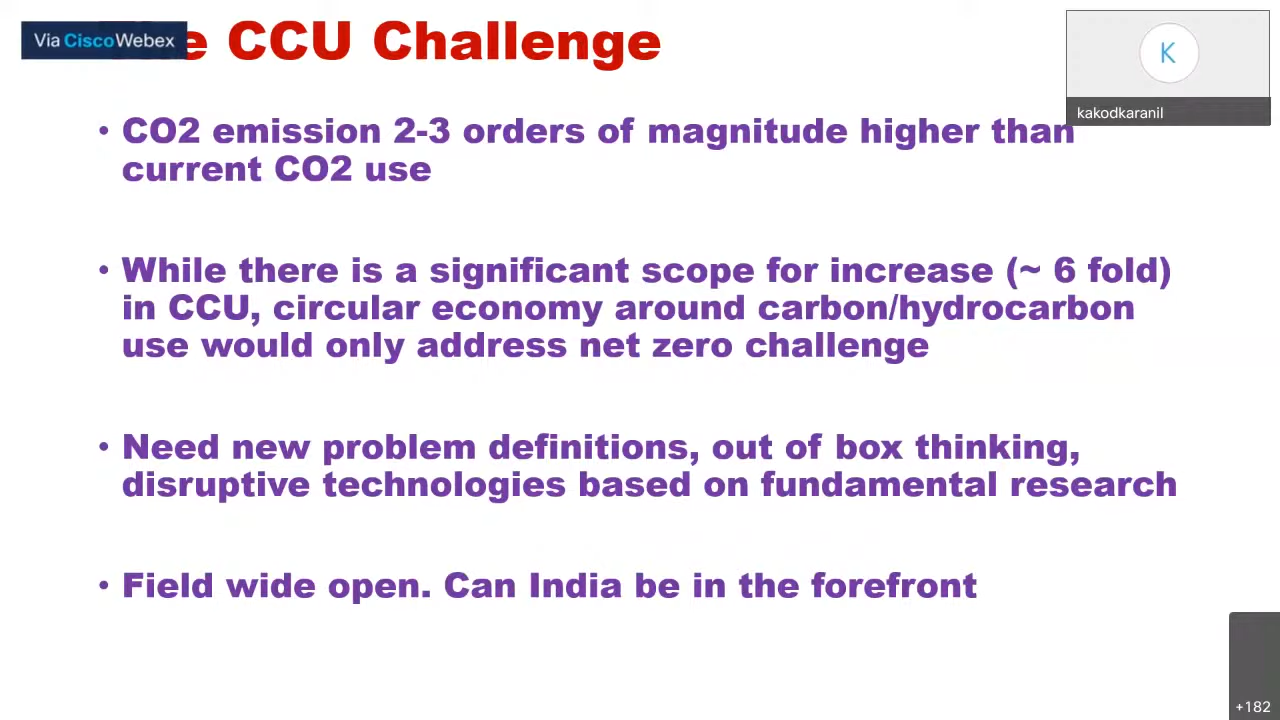 Via CiscoWebex
CCU Challenge
K
kakodkaranil
• CO2 emission 2-3 orders of magnitude higher than
current CO2 use
• While there is a significant scope for increase (~ 6 fold)
in CCU, circular economy around carbon/hydrocarbon
use would only address net zero challenge
• Need new problem definitions, out of box thinking,
disruptive technologies based on fundamental research
• Field wide open. Can India be in the forefront
+182